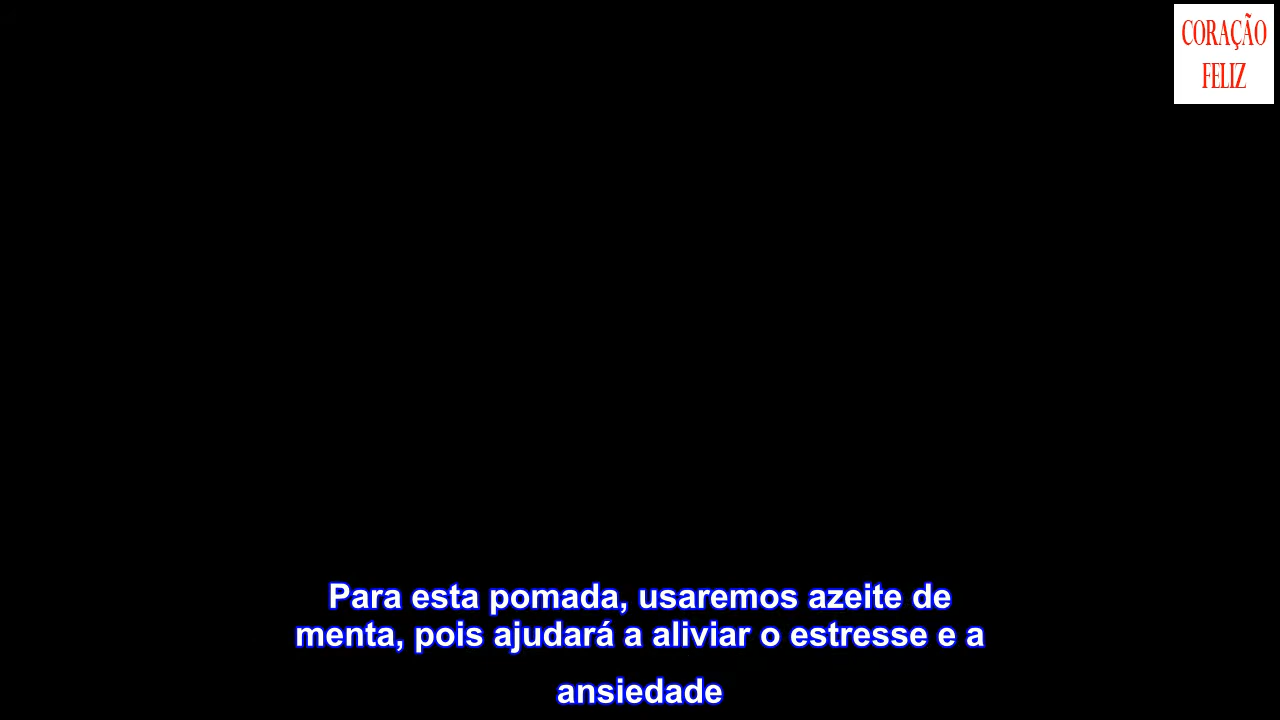 CORAÇÃO
FELIZ
Para esta pomada, usaremos azeite de
menta, pois ajudará a aliviar o estresse e a
ansiedade